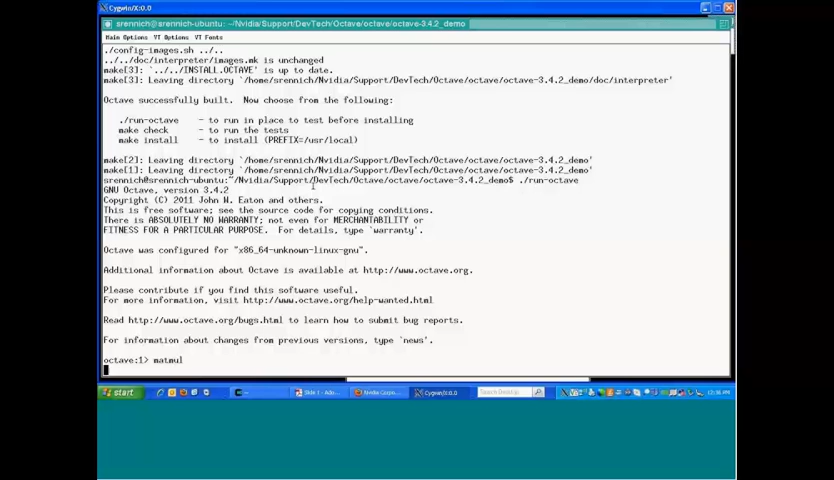 Cygwin/X:0.0
srennich@srennich-ubuntu: ~/Nvidia/Support/DevTech/Octave/octave/octave-3.4.2_demo
Main Options VT Options VT Fonts
./config-images.sh ../..
../../doc/interpreter/images.mk is unchanged
make[3]: `../../INSTALL.OCTAVE' is up to date.
make[3]: Leaving directory `/home/srennich/Nvidia/Support/DevTech/Octave/octave/octave-3.4.2_demo/doc/interpreter'
Octave successfully built.  Now choose from the following:
./run-octave    - to run in place to test before installing
make check      - to run the tests
make install    - to install (PREFIX=/usr/local)
make[2]: Leaving directory `/home/srennich/Nvidia/Support/DevTech/Octave/octave/octave-3.4.2_demo'
make[1]: Leaving directory `/home/srennich/Nvidia/Support/DevTech/Octave/octave/octave-3.4.2_demo'
srennich@srennich-ubuntu:~/Nvidia/Support/DevTech/Octave/octave/octave-3.4.2_demo$ ./run-octave
GNU Octave, version 3.4.2
Copyright (C) 2011 John W. Eaton and others.
This is free software; see the source code for copying conditions.
There is ABSOLUTELY NO WARRANTY; not even for MERCHANTABILITY or
FITNESS FOR A PARTICULAR PURPOSE.  For details, type `warranty'.
Octave was configured for "x86_64-unknown-linux-gnu".
Additional information about Octave is available at http://www.octave.org.
Please contribute if you find this software useful.
For more information, visit http://www.octave.org/help-wanted.html
Read http://www.octave.org/bugs.html to learn how to submit bug reports.
For information about changes from previous versions, type `news'.
octave:1> matmul
start Slide 1 - Ado... Nvidia Corpo... Cygwin/X:0.0 Search Desktop 12:36 PM